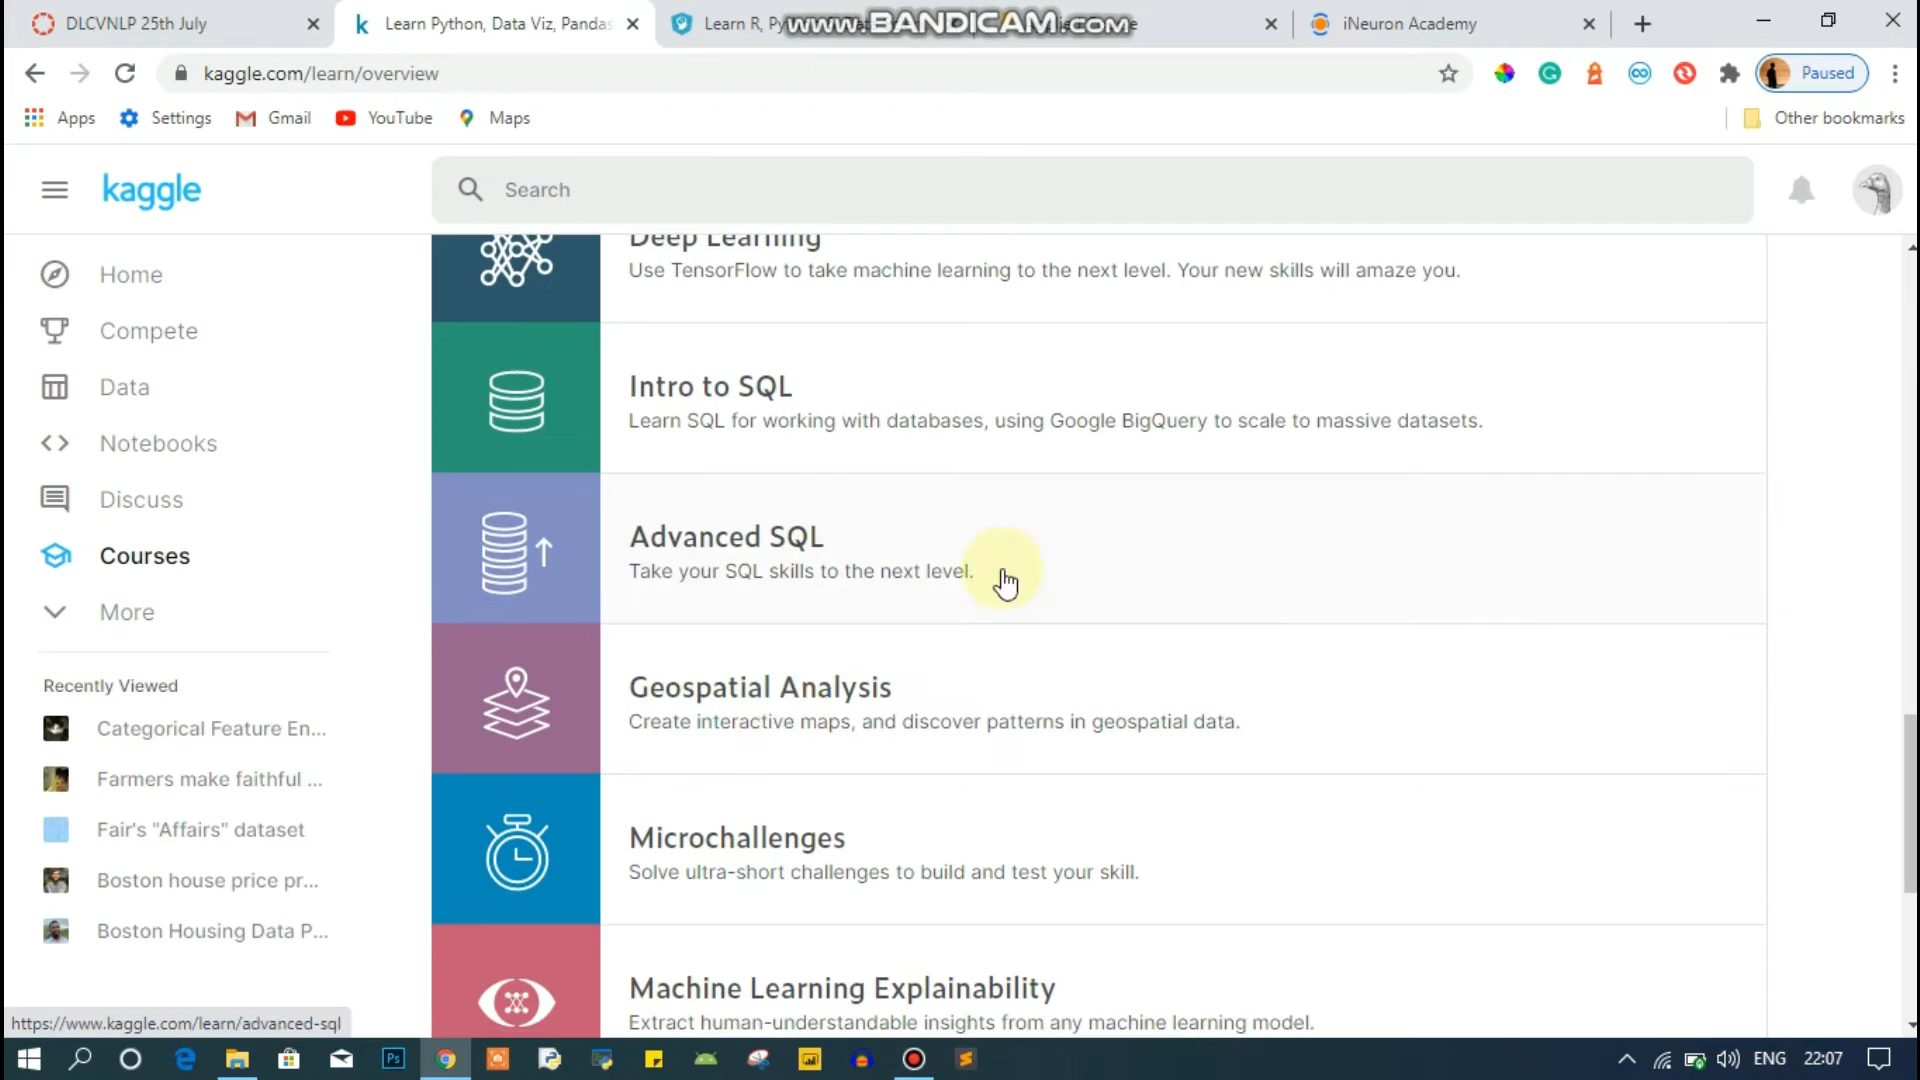 DLCVNLP 25th July
Learn Python, Data Viz, Pandas
Learn R, Py
www.BANDICAM.com
iNeuron Academy
kaggle.com/learn/overview
Paused
Apps
Settings
Gmail
YouTube
Maps
Other bookmarks
kaggle
Search
Home
Compete
Data
Notebooks
Discuss
Courses
More
Recently Viewed
Categorical Feature En...
Farmers make faithful ...
Fair's "Affairs" dataset
Boston house price pr...
Boston Housing Data P...
Deep Learning
Use TensorFlow to take machine learning to the next level. Your new skills will amaze you.
Intro to SQL
Learn SQL for working with databases, using Google BigQuery to scale to massive datasets.
Advanced SQL
Take your SQL skills to the next level.
Geospatial Analysis
Create interactive maps, and discover patterns in geospatial data.
Microchallenges
Solve ultra-short challenges to build and test your skill.
Machine Learning Explainability
Extract human-understandable insights from any machine learning model.
https://www.kaggle.com/learn/advanced-sql
Ps
ENG
22:07